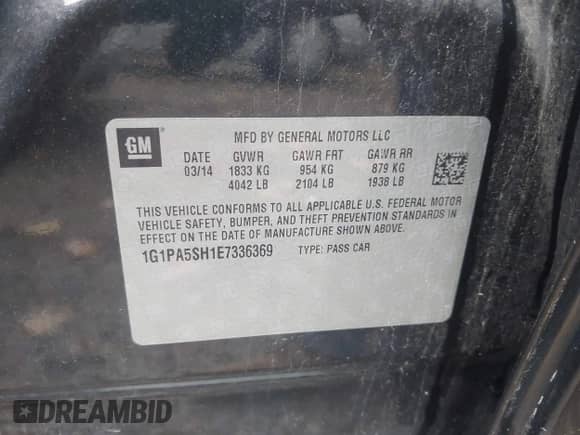 GM
MFD BY GENERAL MOTORS LLC
DATE GVWR GAWR FRT GAWR RR
03/14 1833 KG 954 KG 879 KG
4042 LB 2104 LB 1938 LB
THIS VEHICLE CONFORMS TO ALL APPLICABLE U.S. FEDERAL MOTOR
VEHICLE SAFETY, BUMPER, AND THEFT PREVENTION STANDARDS IN
EFFECT ON THE DATE OF MANUFACTURE SHOWN ABOVE.
1G1PA5SH1E7336369 TYPE: PASS CAR
DREAMBID